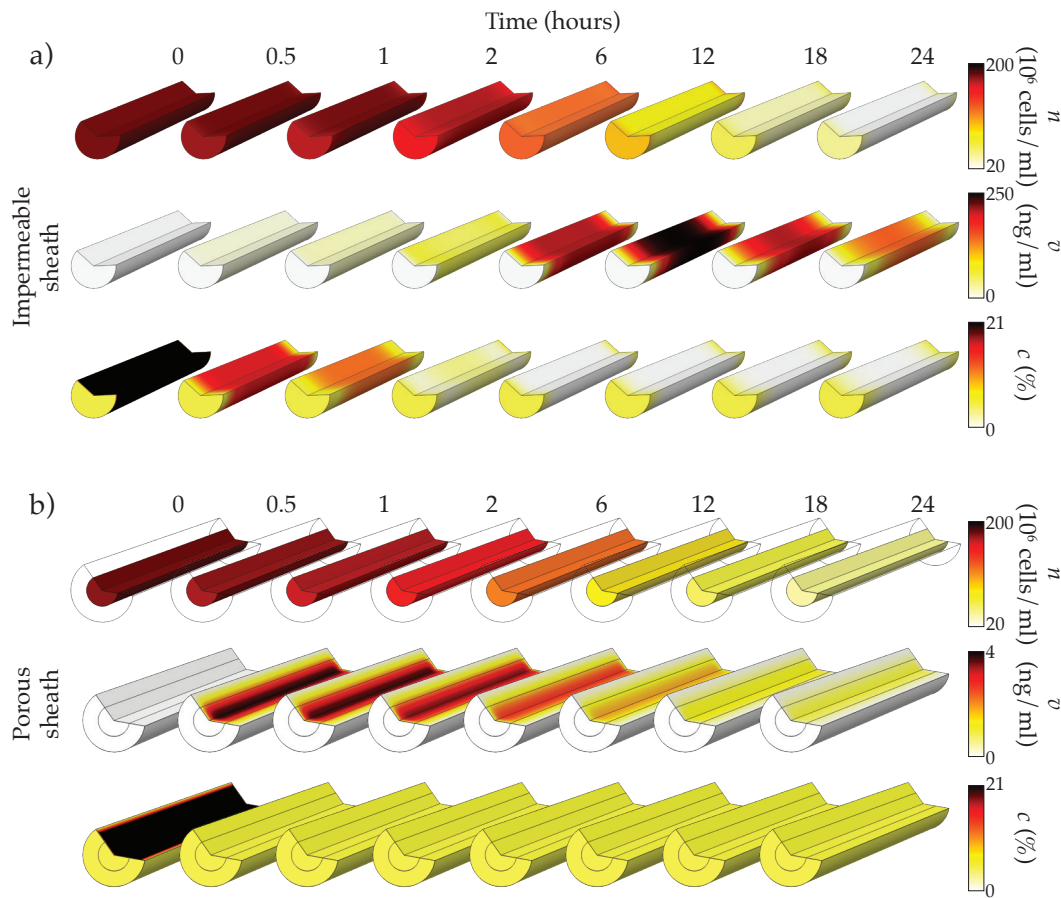 Time (hours)
a)
0 0.5 1 2 6 12 18 24
200
20
n
(10⁶ cells / ml)
Impermeable
sheath
250
0
v
(ng / ml)
21
0
c (%)
b)
0 0.5 1 2 6 12 18 24
200
20
n
(10⁶ cells / ml)
Porous
sheath
4
0
v
(ng / ml)
21
0
c (%)